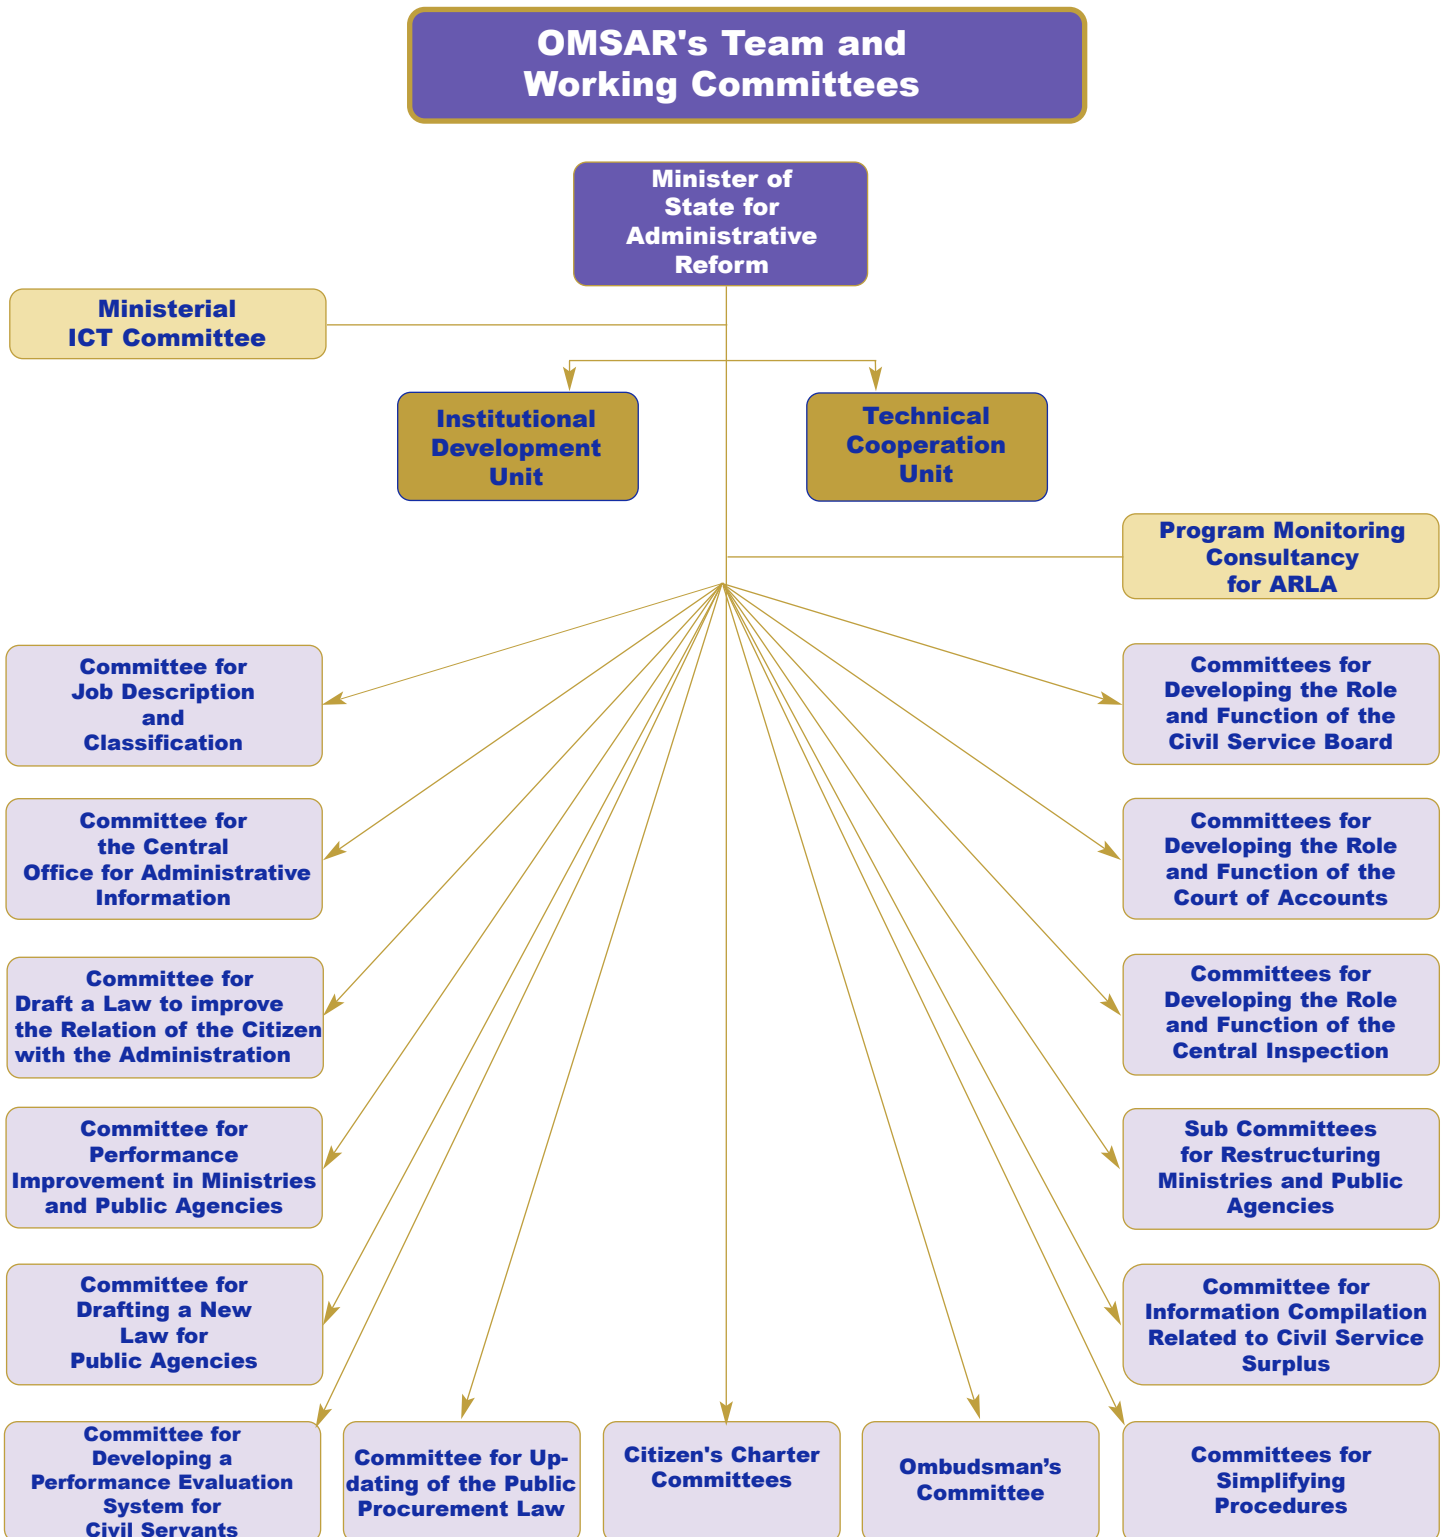 OMSAR's Team and
Working Committees
Minister of
State for
Administrative
Reform
Ministerial
ICT Committee
Institutional
Development
Unit
Technical
Cooperation
Unit
Program Monitoring
Consultancy
for ARLA
Committee for
Job Description
and
Classification
Committees for
Developing the Role
and Function of the
Civil Service Board
Committee for
the Central
Office for Administrative
Information
Committees for
Developing the Role
and Function of the
Court of Accounts
Committee for
Draft a Law to improve
the Relation of the Citizen
with the Administration
Committees for
Developing the Role
and Function of the
Central Inspection
Committee for
Performance
Improvement in Ministries
and Public Agencies
Sub Committees
for Restructuring
Ministries and Public
Agencies
Committee for
Drafting a New
Law for
Public Agencies
Committee for
Information Compilation
Related to Civil Service
Surplus
Committee for
Developing a
Performance Evaluation
System for
Civil Servants
Committee for Up-
dating of the Public
Procurement Law
Citizen's Charter
Committees
Ombudsman’s
Committee
Committees for
Simplifying
Procedures